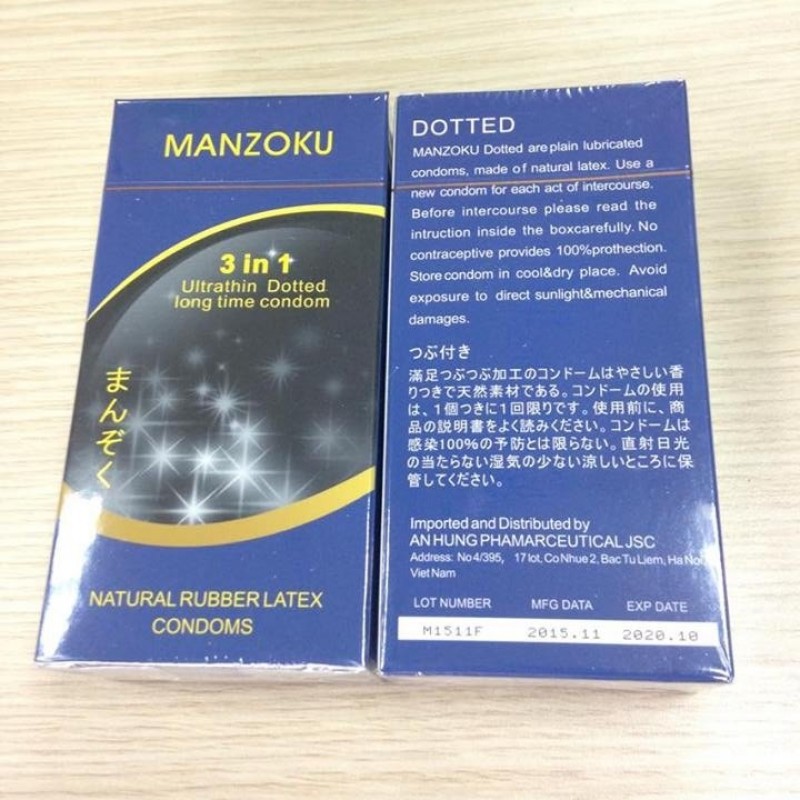 MANZOKU
3 in 1
Ultrathin Dotted
long time condom
まんぞく
NATURAL RUBBER LATEX
CONDOMS
DOTTED
MANZOKU Dotted are plain lubricated
condoms, made of natural latex. Use a
new condom for each act of intercourse.
Before intercourse please read the
intruction inside the boxcarefully. No
contraceptive provides 100%prothection.
Store condom in cool&dry place. Avoid
exposure to direct sunlight&mechanical
damages.
つぶ付き
満足つぶつぶ加工のコンドームはやさしい香
りつきで天然素材である。コンドームの使用
は、1個つきに1回限りです。使用前に、商
品の説明書をよく読みください。コンドームは
感染100%の予防とは限らない。直射日光
の当たらない湿気の少ない涼しいところに保
管してください。
Imported and Distributed by
AN HUNG PHAMARCEUTICAL JSC
Address: No 4/395, 17 lot, Co Nhue 2, Bac Tu Liem, Ha Noi,
Viet Nam
LOT NUMBER MFG DATA EXP DATE
M1511F 2015.11 2020.10